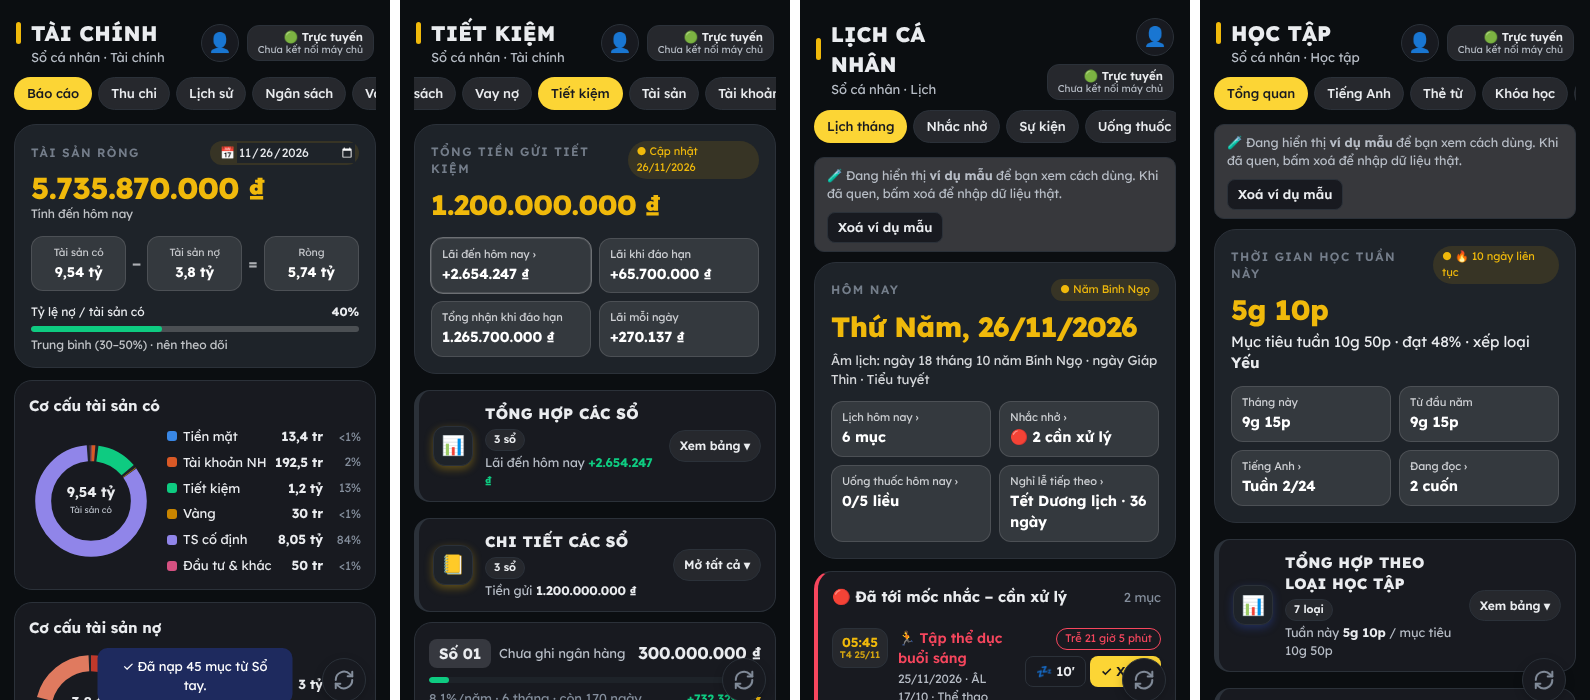 TÀI CHÍNH
Sổ cá nhân · Tài chính
Trực tuyến
Chưa kết nối máy chủ
Báo cáo
Thu chi
Lịch sử
Ngân sách
TÀI SẢN RÒNG
11/26/2026
5.735.870.000 ₫
Tính đến hôm nay
Tài sản có
9,54 tỷ
–
Tài sản nợ
3,8 tỷ
=
Ròng
5,74 tỷ
Tỷ lệ nợ / tài sản có
40%
Trung bình (30–50%) · nên theo dõi
Cơ cấu tài sản có
9,54 tỷ
Tài sản có
Tiền mặt 13,4 tr <1%
Tài khoản NH 192,5 tr 2%
Tiết kiệm 1,2 tỷ 13%
Vàng 30 tr <1%
TS cố định 8,05 tỷ 84%
Đầu tư & khác 50 tr <1%
Cơ cấu tài sản nợ
✓ Đã nạp 45 mục từ Sổ
tay.
3 tỷ
TIẾT KIỆM
Sổ cá nhân · Tài chính
Trực tuyến
Chưa kết nối máy chủ
sách
Vay nợ
Tiết kiệm
Tài sản
Tài khoản
TỔNG TIỀN GỬI TIẾT
KIỆM
Cập nhật
26/11/2026
1.200.000.000 ₫
Lãi đến hôm nay ›
+2.654.247 ₫
Lãi khi đáo hạn
+65.700.000 ₫
Tổng nhận khi đáo hạn
1.265.700.000 ₫
Lãi mỗi ngày
+270.137 ₫
TỔNG HỢP CÁC SỔ
3 sổ
Lãi đến hôm nay +2.654.247
₫
Xem bảng ▾
CHI TIẾT CÁC SỔ
3 sổ
Tiền gửi 1.200.000.000 ₫
Mở tất cả ▾
Sổ 01
Chưa ghi ngân hàng
300.000.000 ₫
8,1%/năm · 6 tháng · còn 170 ngày
LỊCH CÁ
NHÂN
Sổ cá nhân · Lịch
Trực tuyến
Chưa kết nối máy chủ
Lịch tháng
Nhắc nhở
Sự kiện
Uống thuốc
Đang hiển thị ví dụ mẫu để bạn xem cách dùng. Khi
đã quen, bấm xoá để nhập dữ liệu thật.
Xoá ví dụ mẫu
HÔM NAY
Năm Bính Ngọ
Thứ Năm, 26/11/2026
Âm lịch: ngày 18 tháng 10 năm Bính Ngọ · ngày Giáp
Thìn · Tiểu tuyết
Lịch hôm nay ›
6 mục
Nhắc nhở ›
2 cần xử lý
Uống thuốc hôm nay ›
0/5 liều
Nghỉ lễ tiếp theo ›
Tết Dương lịch · 36
ngày
Đã tới mốc nhắc – cần xử lý
2 mục
05:45
T4 25/11
Tập thể dục
buổi sáng
25/11/2026 · ÂL
17/10 · Thể thao
Trễ 21 giờ 5 phút
10'
HỌC TẬP
Sổ cá nhân · Học tập
Trực tuyến
Chưa kết nối máy chủ
Tổng quan
Tiếng Anh
Thẻ từ
Khóa học
Đang hiển thị ví dụ mẫu để bạn xem cách dùng. Khi
đã quen, bấm xoá để nhập dữ liệu thật.
Xoá ví dụ mẫu
THỜI GIAN HỌC TUẦN
NÀY
10 ngày liên
tục
5g 10p
Mục tiêu tuần 10g 50p · đạt 48% · xếp loại
Yếu
Tháng này
9g 15p
Từ đầu năm
9g 15p
Tiếng Anh ›
Tuần 2/24
Đang đọc ›
2 cuốn
TỔNG HỢP THEO
LOẠI HỌC TẬP
7 loại
Tuần này 5g 10p / mục tiêu
10g 50p
Xem bảng ▾